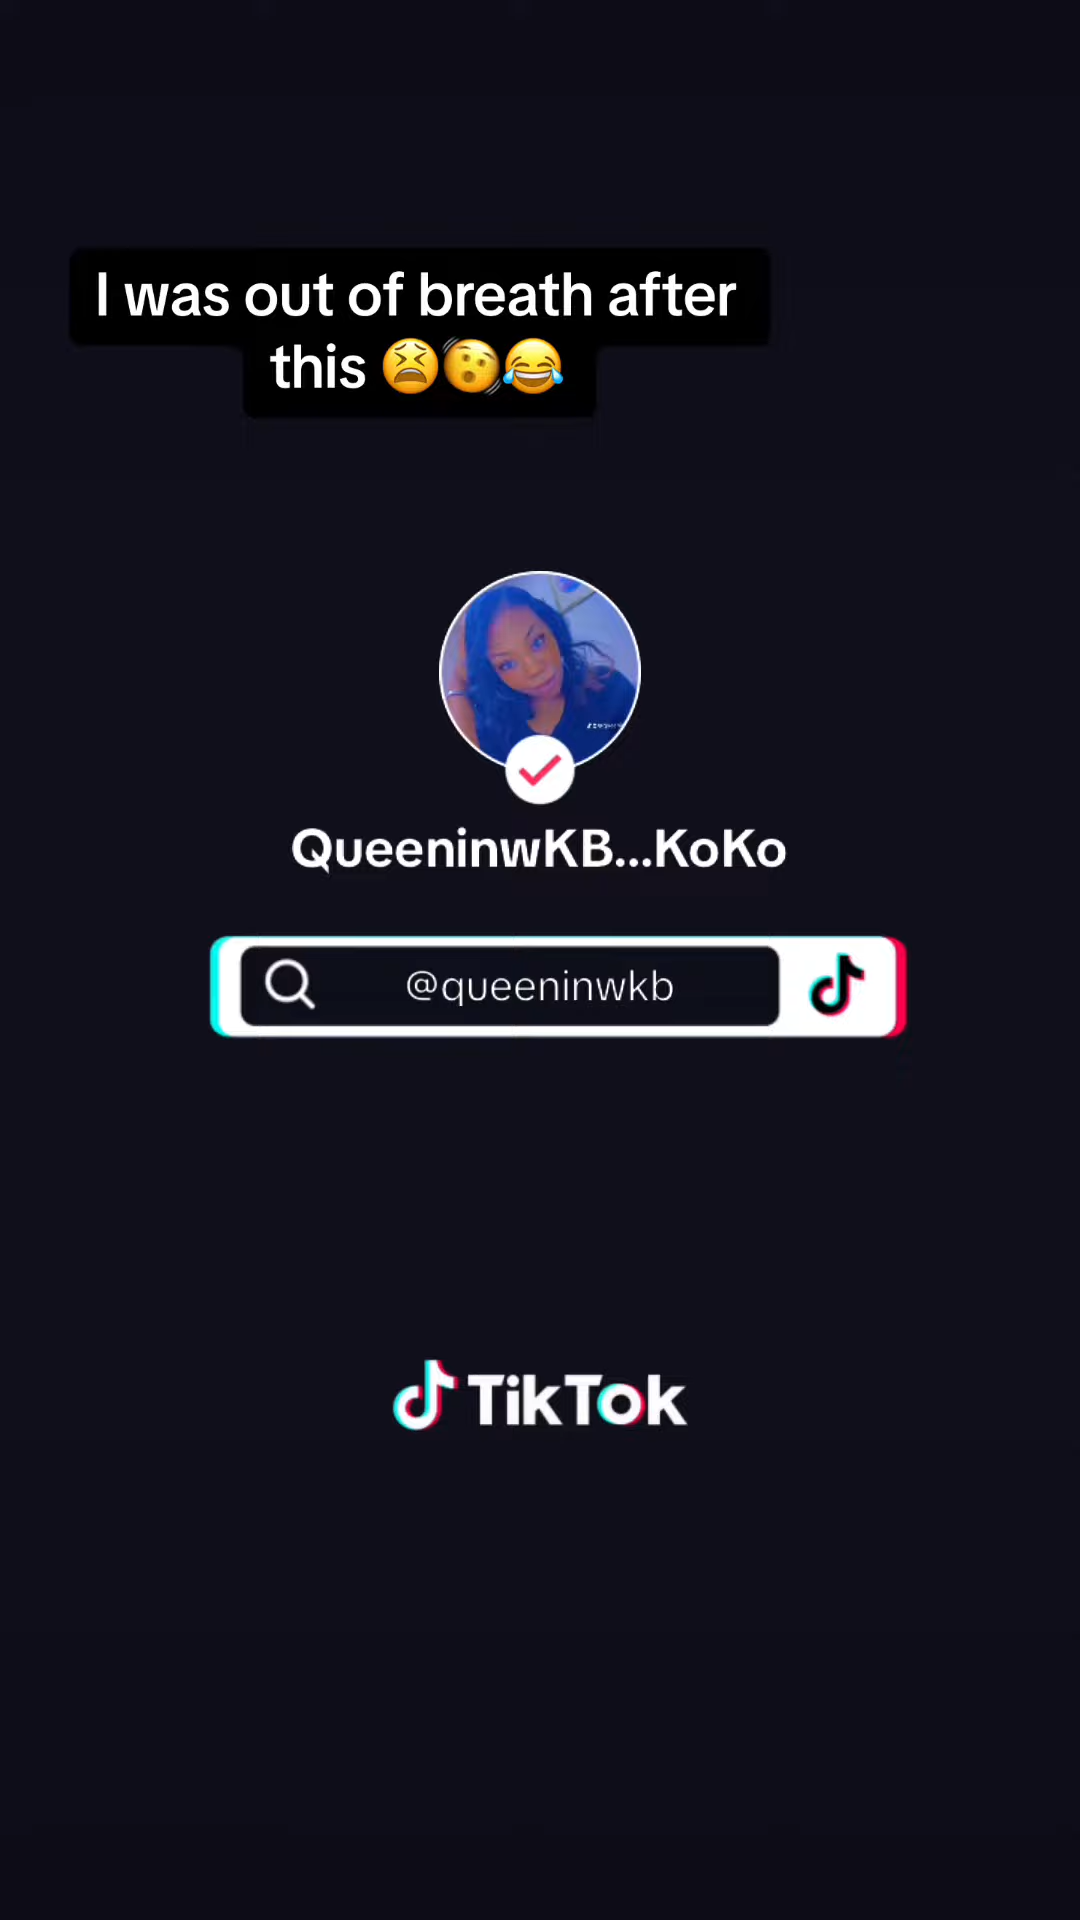 I was out of breath after
this 😫🫨😂
QueeninwKB...KoKo
@queeninwkb
TikTok